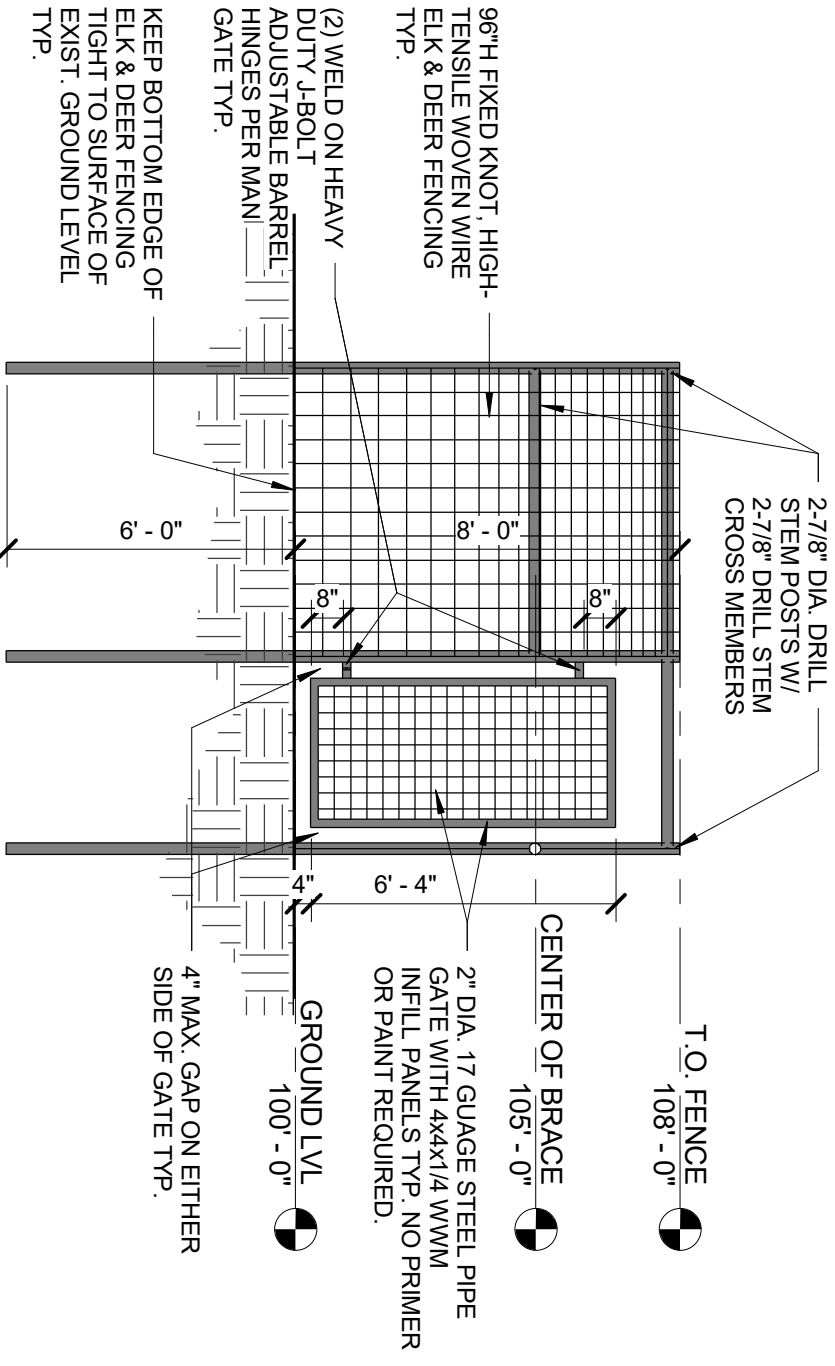 2-7/8" DIA. DRILL
STEM POSTS W/
2-7/8" DRILL STEM
CROSS MEMBERS
96"H FIXED KNOT, HIGH-
TENSILE WOVEN WIRE
ELK & DEER FENCING
TYP.
(2) WELD ON HEAVY
DUTY J-BOLT
ADJUSTABLE BARREL
HINGES PER MAN
GATE TYP.
KEEP BOTTOM EDGE OF
ELK & DEER FENCING
TIGHT TO SURFACE OF
EXIST. GROUND LEVEL
TYP.
8' - 0"
6' - 0"
8"
8"
6' - 4"
4"
T.O. FENCE
108' - 0"
CENTER OF BRACE
105' - 0"
2" DIA. 17 GUAGE STEEL PIPE
GATE WITH 4x4x1/4 WWM
INFILL PANELS TYP. NO PRIMER
OR PAINT REQUIRED.
GROUND LVL
100' - 0"
4" MAX. GAP ON EITHER
SIDE OF GATE TYP.